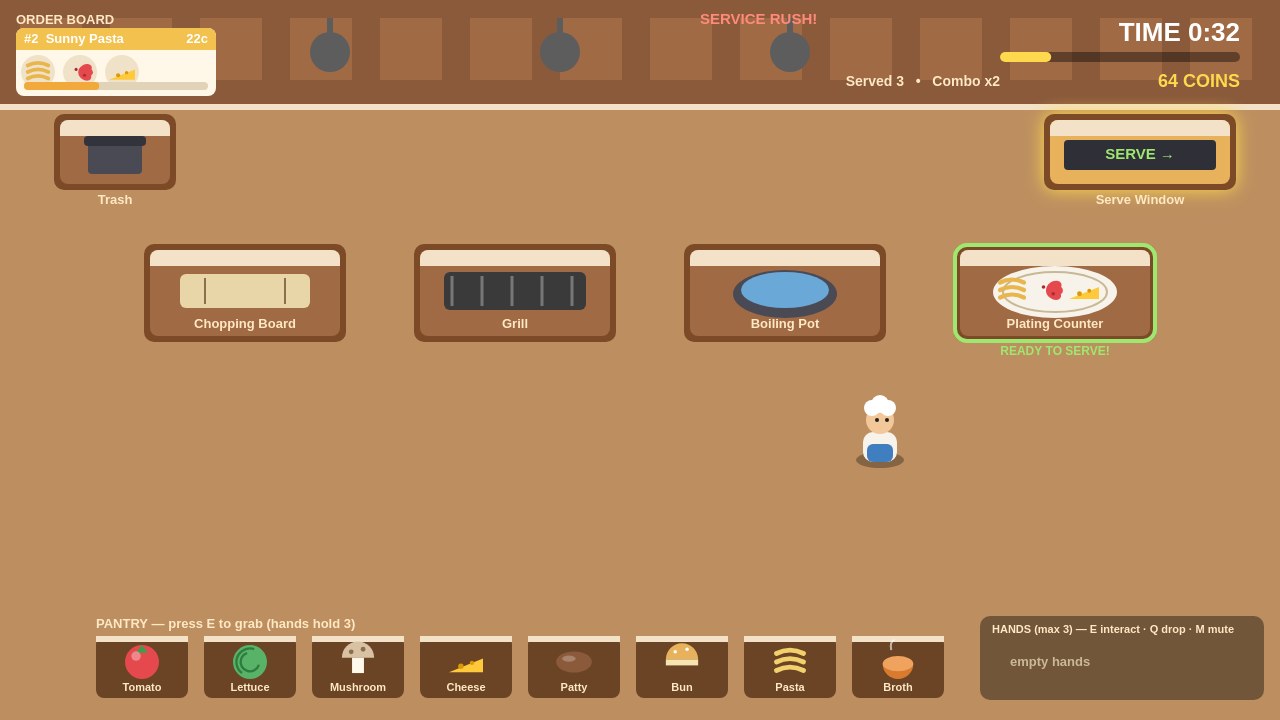 ORDER BOARD
#2 Sunny Pasta 22c
SERVICE RUSH!
TIME 0:32
Served 3 • Combo x2
64 COINS
Trash
SERVE →
Serve Window
Chopping Board
Grill
Boiling Pot
Plating Counter
READY TO SERVE!
PANTRY — press E to grab (hands hold 3)
Tomato
Lettuce
Mushroom
Cheese
Patty
Bun
Pasta
Broth
HANDS (max 3) — E interact · Q drop · M mute
empty hands